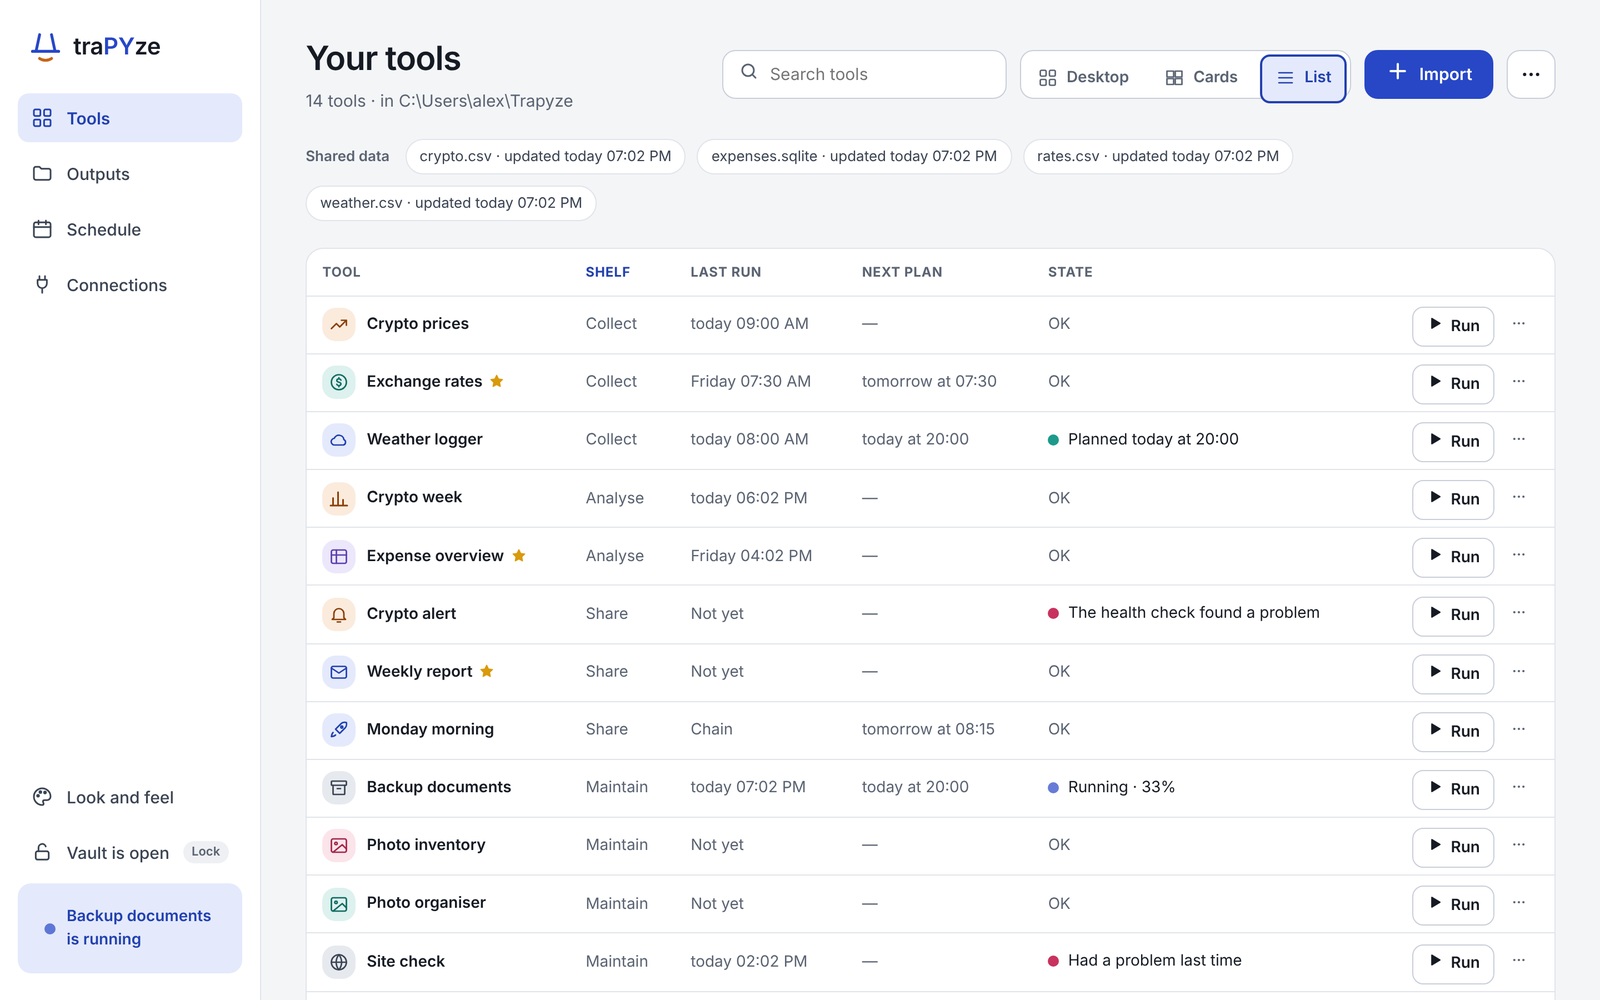 traPYze
Tools
Outputs
Schedule
Connections
Look and feel
Vault is open Lock
Backup documents
is running
Your tools
14 tools · in C:\Users\alex\Trapyze
Search tools
Desktop Cards List
Import
Shared data crypto.csv · updated today 07:02 PM expenses.sqlite · updated today 07:02 PM rates.csv · updated today 07:02 PM
weather.csv · updated today 07:02 PM
TOOL SHELF LAST RUN NEXT PLAN STATE
Crypto prices Collect today 09:00 AM — OK Run
Exchange rates Collect Friday 07:30 AM tomorrow at 07:30 OK Run
Weather logger Collect today 08:00 AM today at 20:00 Planned today at 20:00 Run
Crypto week Analyse today 06:02 PM — OK Run
Expense overview Analyse Friday 04:02 PM — OK Run
Crypto alert Share Not yet — The health check found a problem Run
Weekly report Share Not yet — OK Run
Monday morning Share Chain tomorrow at 08:15 OK Run
Backup documents Maintain today 07:02 PM today at 20:00 Running · 33% Run
Photo inventory Maintain Not yet — OK Run
Photo organiser Maintain Not yet — OK Run
Site check Maintain today 02:02 PM — Had a problem last time Run